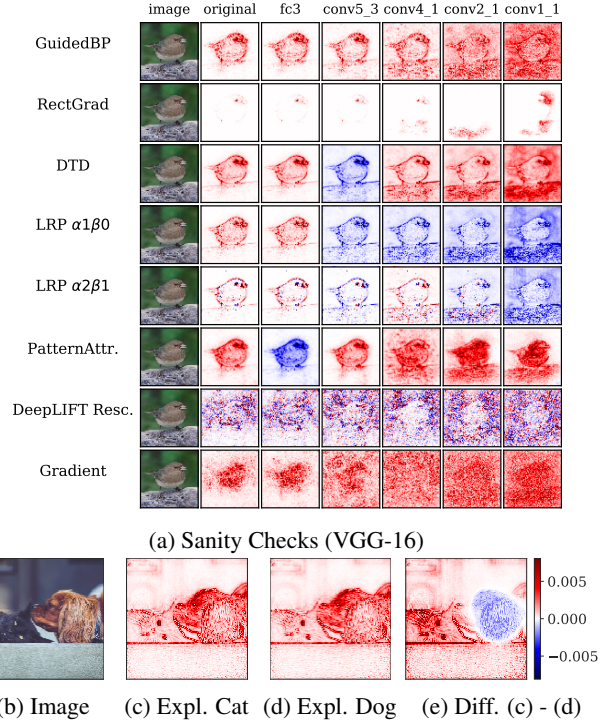 image original fc3 conv5_3 conv4_1 conv2_1 conv1_1
GuidedBP
RectGrad
DTD
LRP α1β0
LRP α2β1
PatternAttr.
DeepLIFT Resc.
Gradient
(a) Sanity Checks (VGG-16)
0.005
0.000
−0.005
(b) Image (c) Expl. Cat (d) Expl. Dog (e) Diff. (c) - (d)